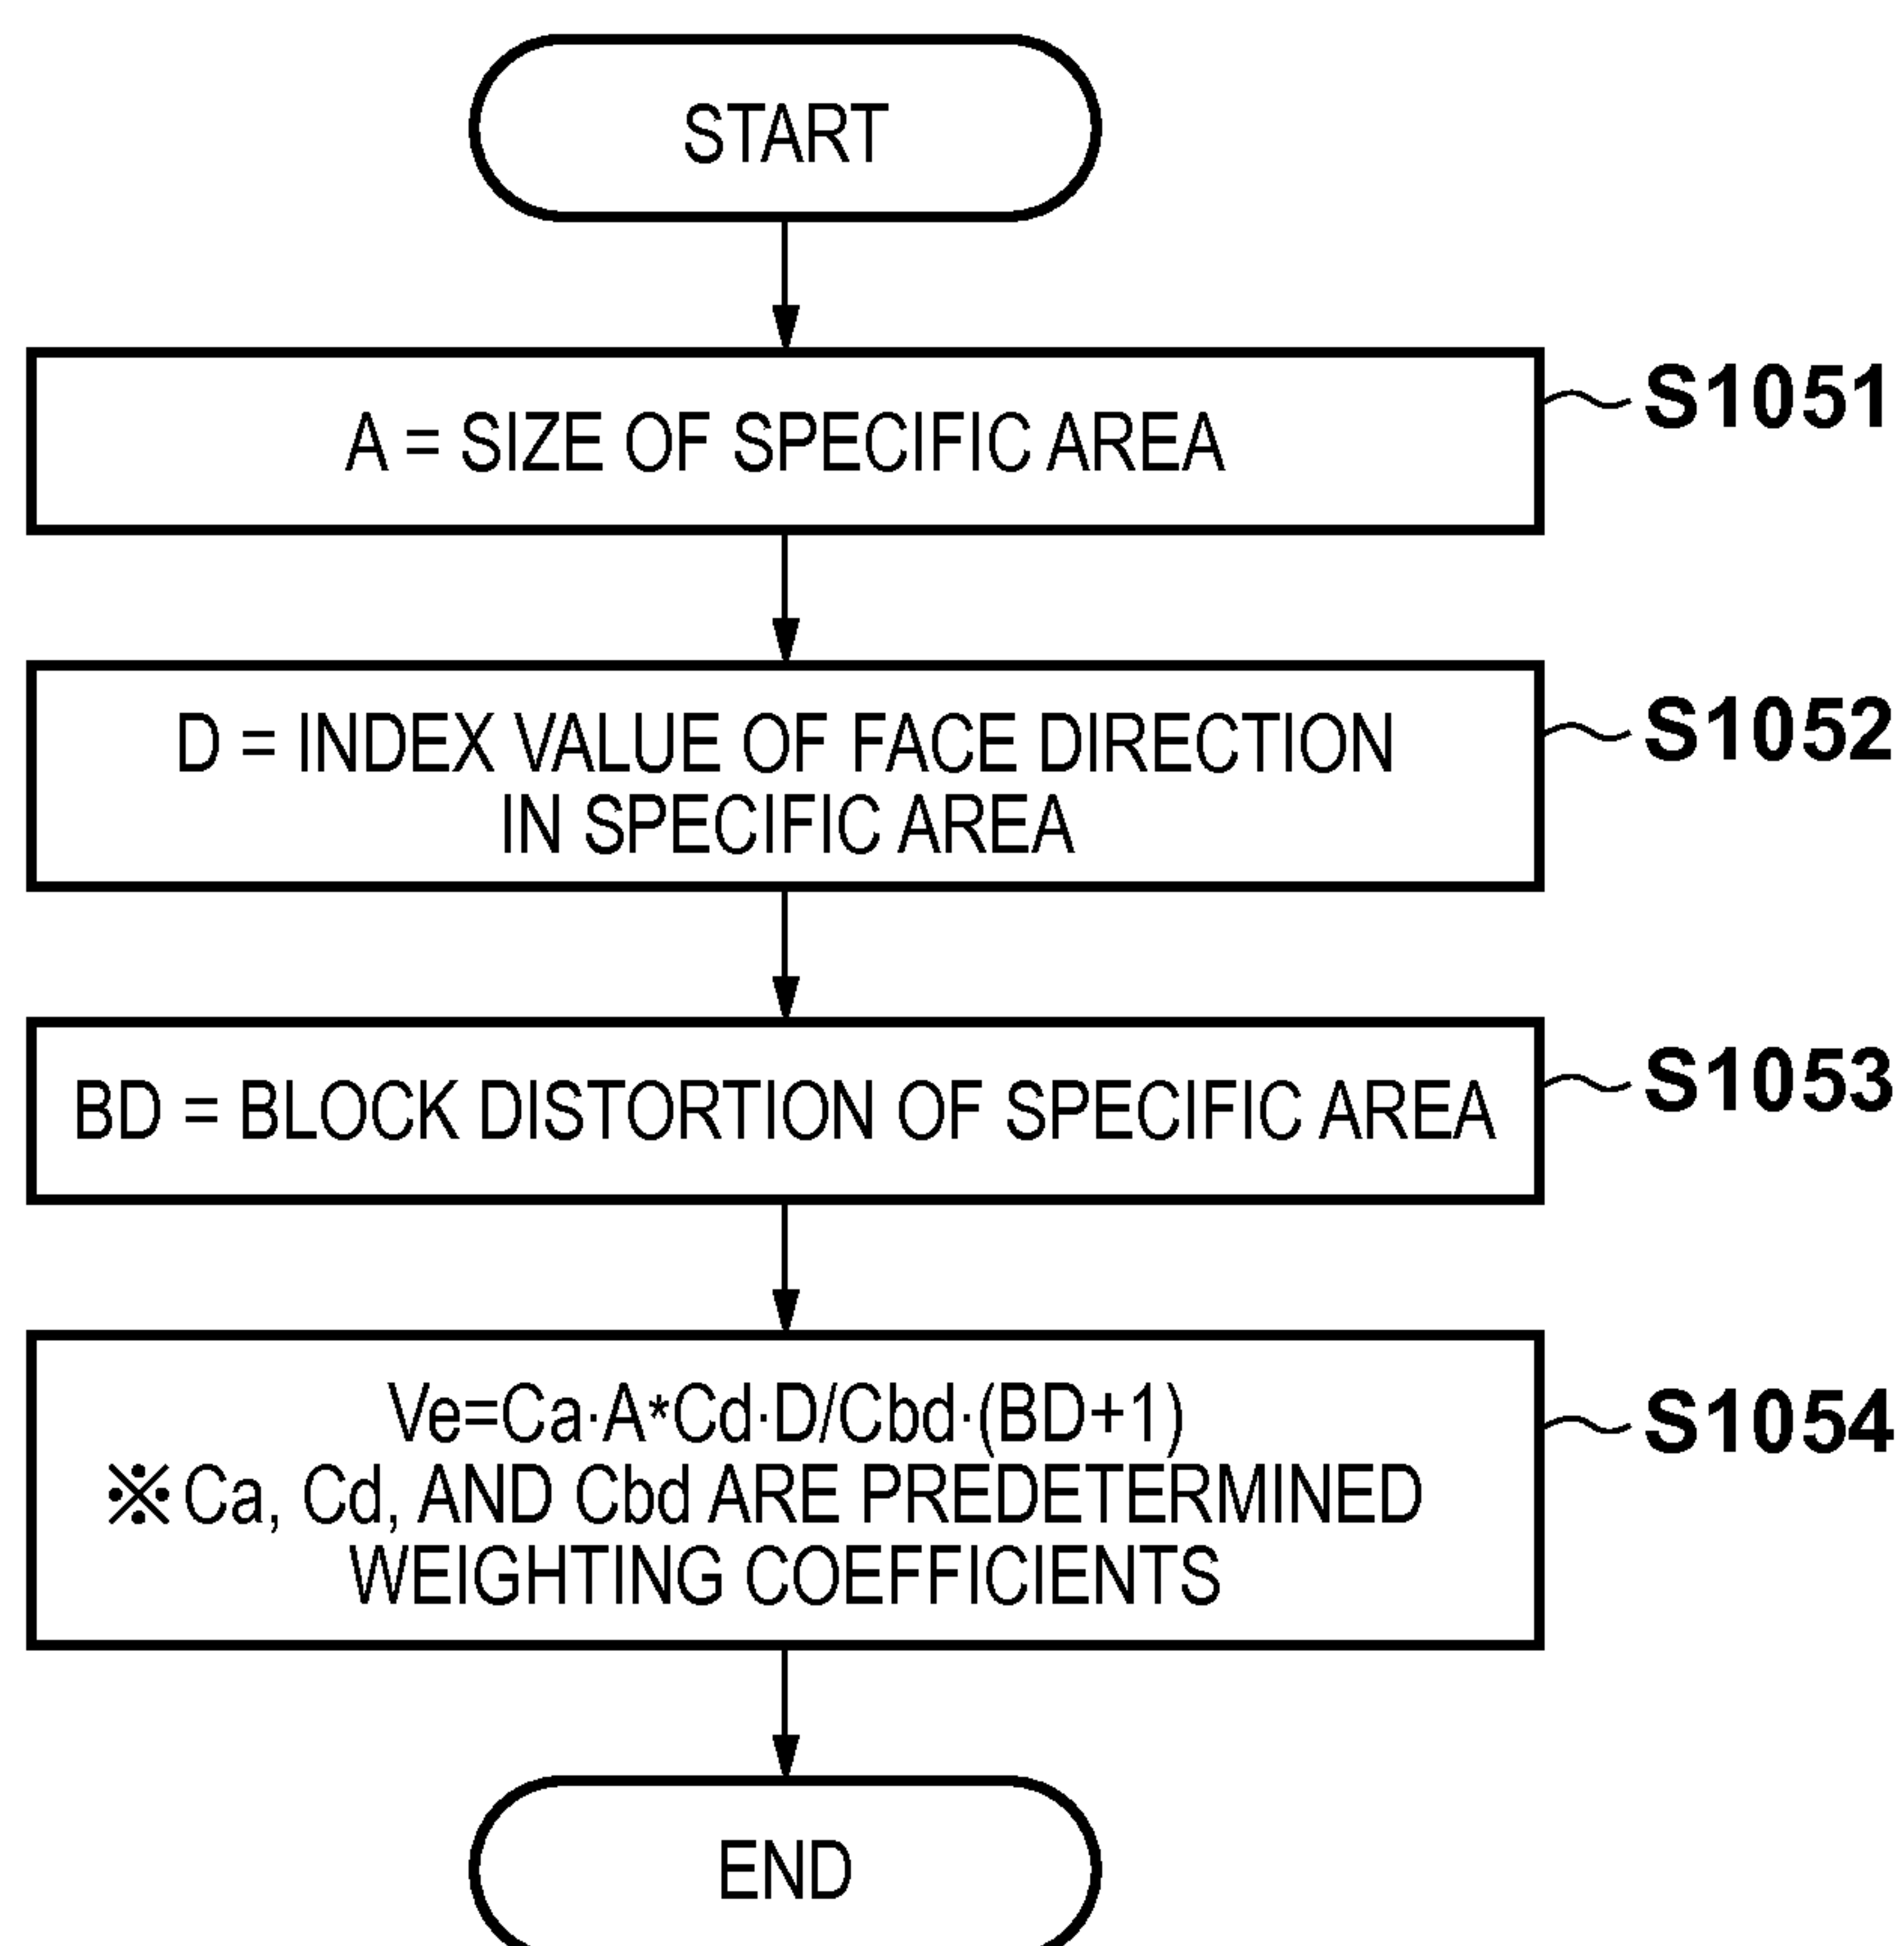 START
A = SIZE OF SPECIFIC AREA
S1051
D = INDEX VALUE OF FACE DIRECTION
IN SPECIFIC AREA
S1052
BD = BLOCK DISTORTION OF SPECIFIC AREA
S1053
Ve=Ca·A*Cd·D/Cbd·(BD+1)
※Ca, Cd, AND Cbd ARE PREDETERMINED
WEIGHTING COEFFICIENTS
S1054
END